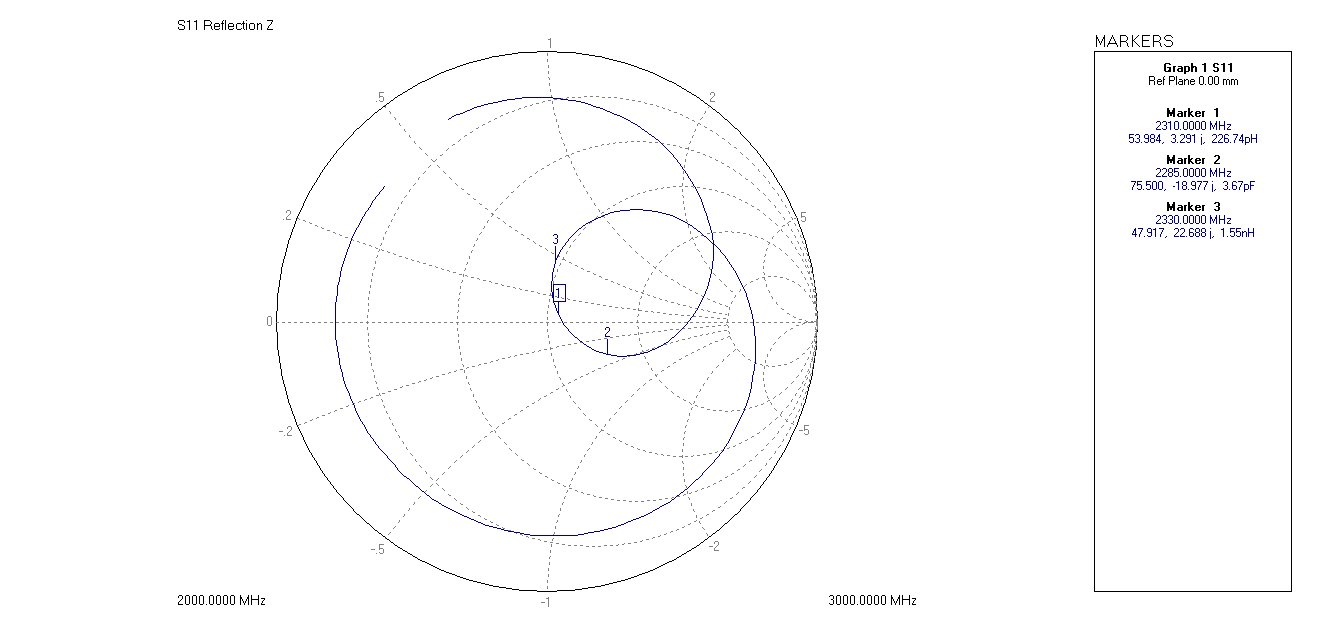 S11 Reflection Z
MARKERS
Graph 1 S11
Ref Plane 0.00 mm
Marker 1
2310.0000 MHz
53.984, 3.291 j, 226.74pH
Marker 2
2285.0000 MHz
75.500, -18.977 j, 3.67pF
Marker 3
2330.0000 MHz
47.917, 22.688 j, 1.55nH
1
.5
2
.2
5
3
1
0
2
-.2
-5
-.5
-2
-1
2000.0000 MHz
3000.0000 MHz